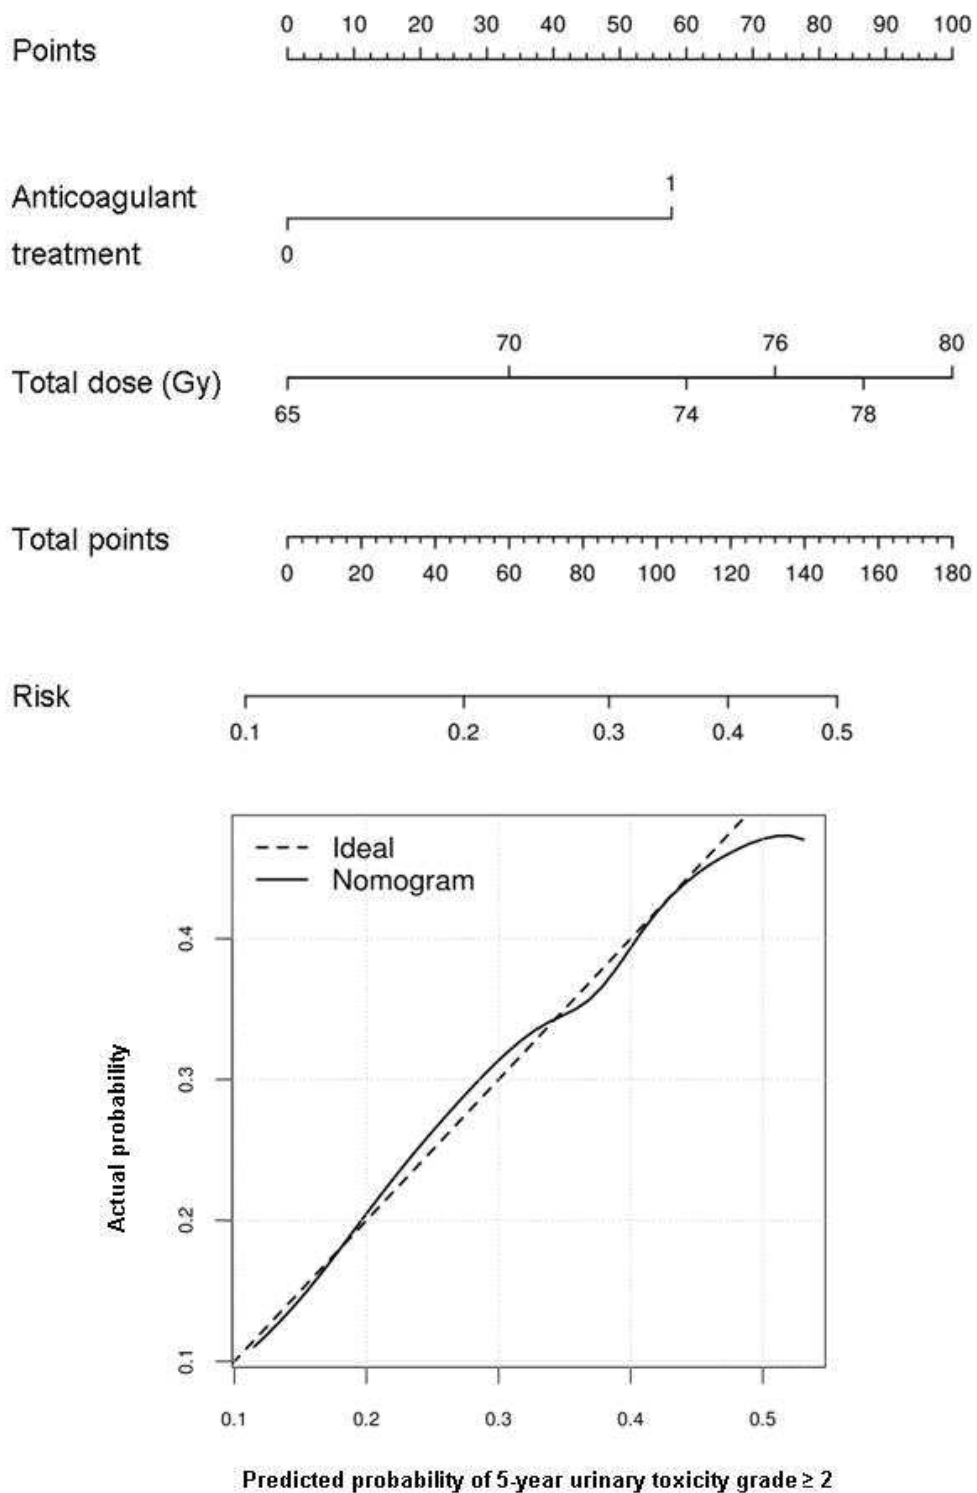 0 10 20 30 40 50 60 70 80 90 100
Points
1
Anticoagulant
treatment
0
70 76 80
Total dose (Gy)
65 74 78
Total points
0 20 40 60 80 100 120 140 160 180
Risk
0.1 0.2 0.3 0.4 0.5
Ideal
Nomogram
0.4
0.3
0.2
0.1
Actual probability
0.1 0.2 0.3 0.4 0.5
Predicted probability of 5-year urinary toxicity grade ≥ 2